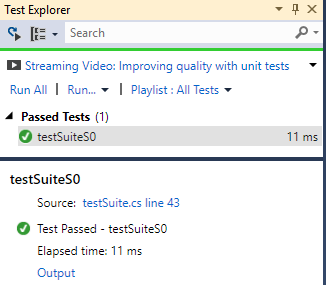 Test Explorer
Search
Streaming Video: Improving quality with unit tests
Run All | Run... | Playlist : All Tests
Passed Tests (1)
testSuiteS0 11 ms
testSuiteS0
Source: testSuite.cs line 43
Test Passed - testSuiteS0
Elapsed time: 11 ms
Output